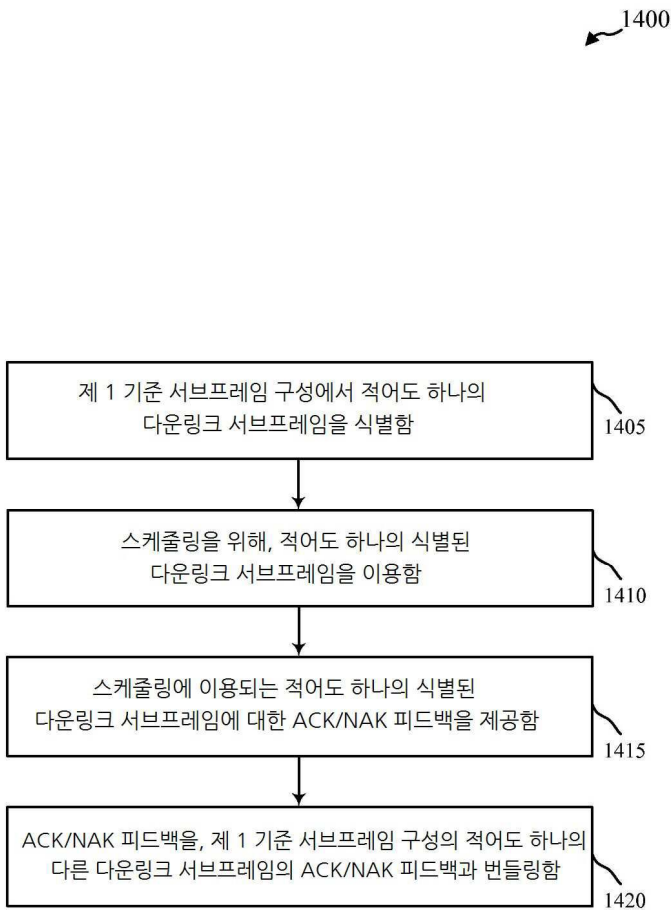 1400
제 1 기준 서브프레임 구성에서 적어도 하나의
다운링크 서브프레임을 식별함
1405
스케줄링을 위해, 적어도 하나의 식별된
다운링크 서브프레임을 이용함
1410
스케줄링에 이용되는 적어도 하나의 식별된
다운링크 서브프레임에 대한 ACK/NAK 피드백을 제공함
1415
ACK/NAK 피드백을, 제 1 기준 서브프레임 구성의 적어도 하나의
다른 다운링크 서브프레임의 ACK/NAK 피드백과 번들링함
1420